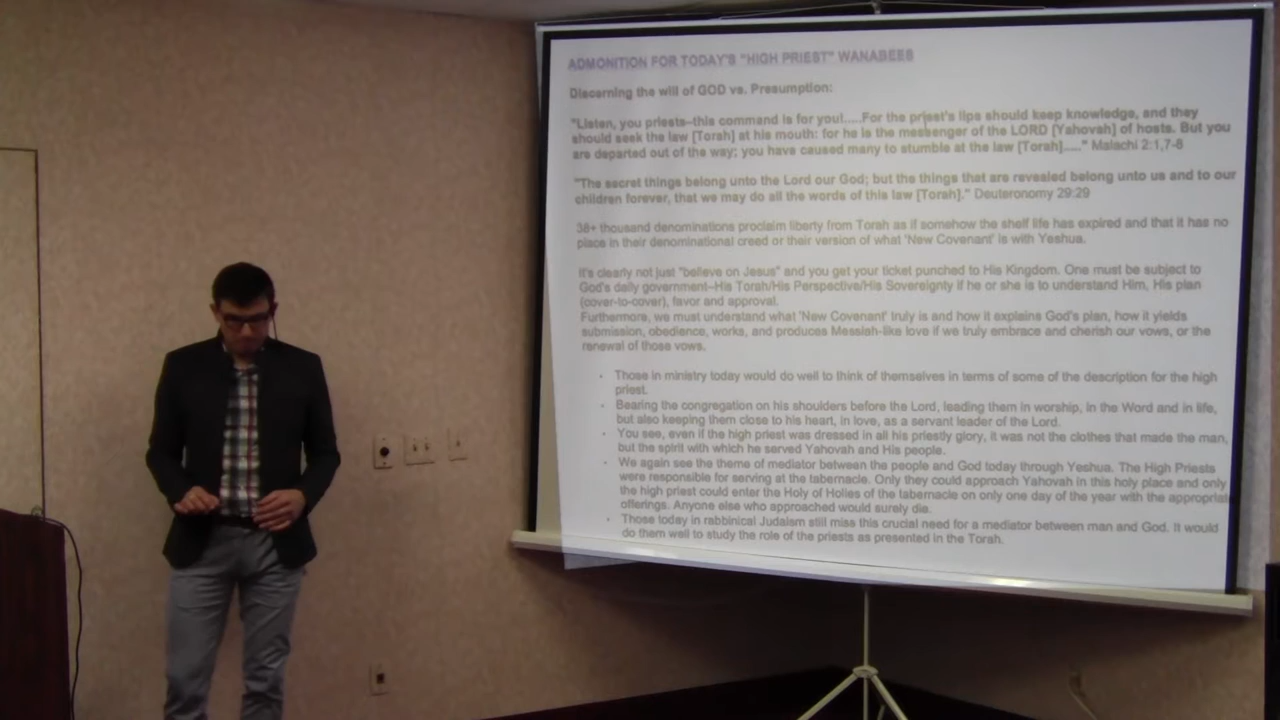 ADMONITION FOR TODAY'S "HIGH PRIEST" WANABEES
Discerning the will of GOD vs. Presumption:
"Listen, you priests–this command is for you!.....For the priest's lips should keep knowledge, and they
should seek the law [Torah] at his mouth: for he is the messenger of the LORD [Yahovah] of hosts. But you
are departed out of the way; you have caused many to stumble at the law [Torah]....." Malachi 2:1,7-8
"The secret things belong unto the Lord our God; but the things that are revealed belong unto us and to our
children forever, that we may do all the words of this law [Torah]." Deuteronomy 29:29
38+ thousand denominations proclaim liberty from Torah as if somehow the shelf life has expired and that it has no
place in their denominational creed or their version of what 'New Covenant' is with Yeshua.
It's clearly not just "believe on Jesus" and you get your ticket punched to His Kingdom. One must be subject to
God's daily government–His Torah/His Perspective/His Sovereignty if he or she is to understand Him, His plan
(cover-to-cover), favor and approval.
Furthermore, we must understand what 'New Covenant' truly is and how it explains God's plan, how it yields
submission, obedience, works, and produces Messiah-like love if we truly embrace and cherish our vows, or the
renewal of those vows.
• Those in ministry today would do well to think of themselves in terms of some of the description for the high
priest.
• Bearing the congregation on his shoulders before the Lord, leading them in worship, in the Word and in life,
but also keeping them close to his heart, in love, as a servant leader of the Lord.
• You see, even if the high priest was dressed in all his priestly glory, it was not the clothes that made the man,
but the spirit with which he served Yahovah and His people.
• We again see the theme of mediator between the people and God today through Yeshua. The High Priests
were responsible for serving at the tabernacle. Only they could approach Yahovah in this holy place and only
the high priest could enter the Holy of Holies of the tabernacle on only one day of the year with the appropriate
offerings. Anyone else who approached would surely die.
• Those today in rabbinical Judaism still miss this crucial need for a mediator between man and God. It would
do them well to study the role of the priests as presented in the Torah.